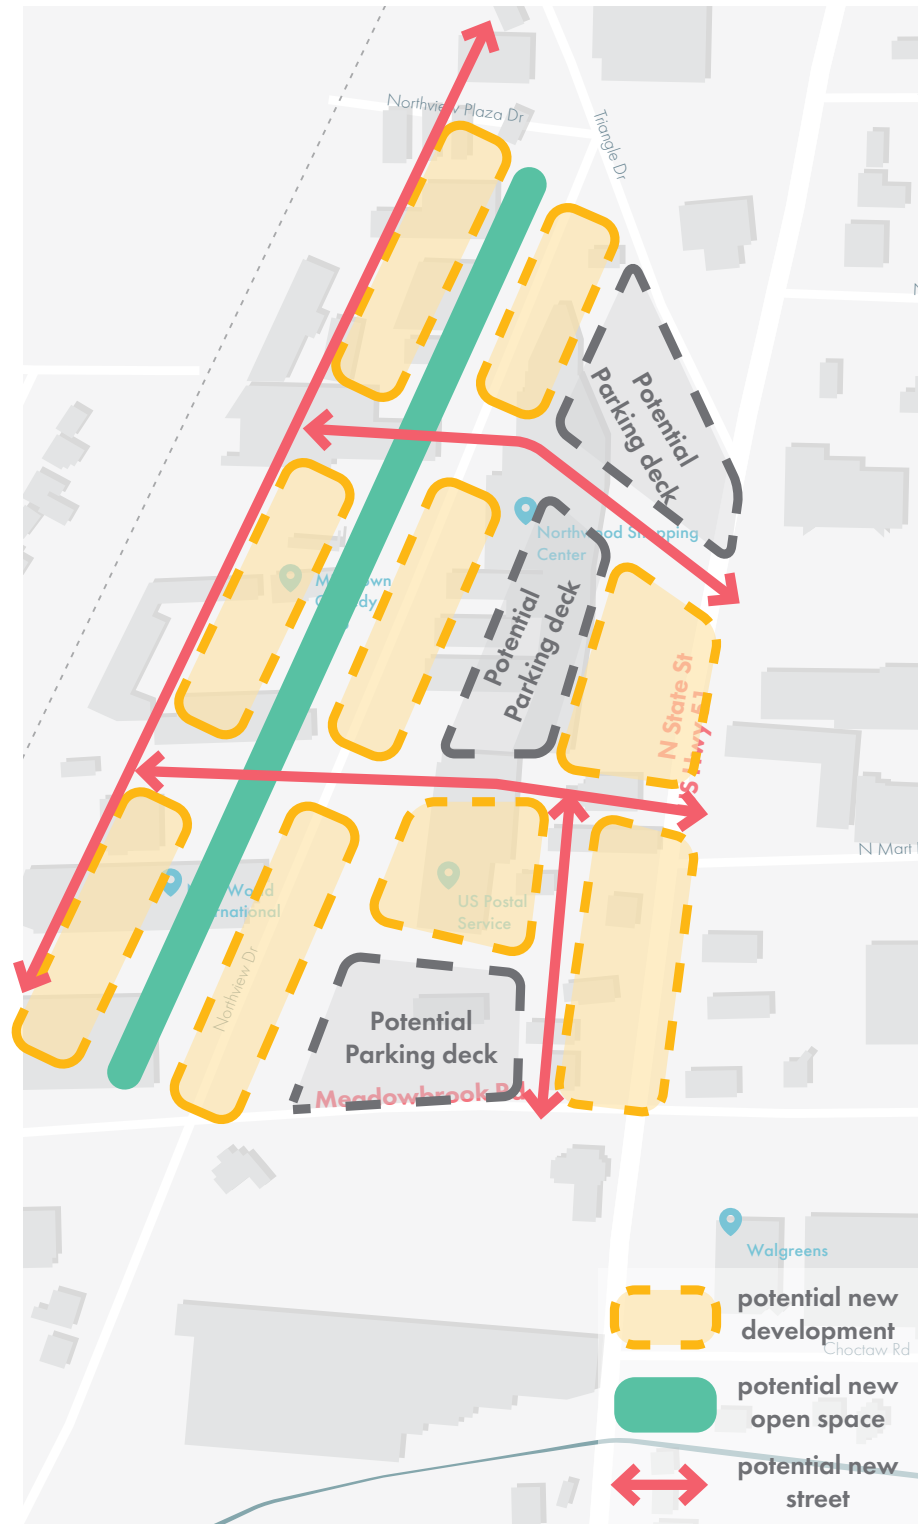 Northview Plaza Dr
Triangle Dr
Potential
Parking deck
Northwood Shopping
Center
Potential
Parking deck
N State St
N Mart
US Postal
Service
Northview Dr
Potential
Parking deck
Meadowbrook Rd
Walgreens
potential new
development
Choctaw Rd
potential new
open space
potential new
street